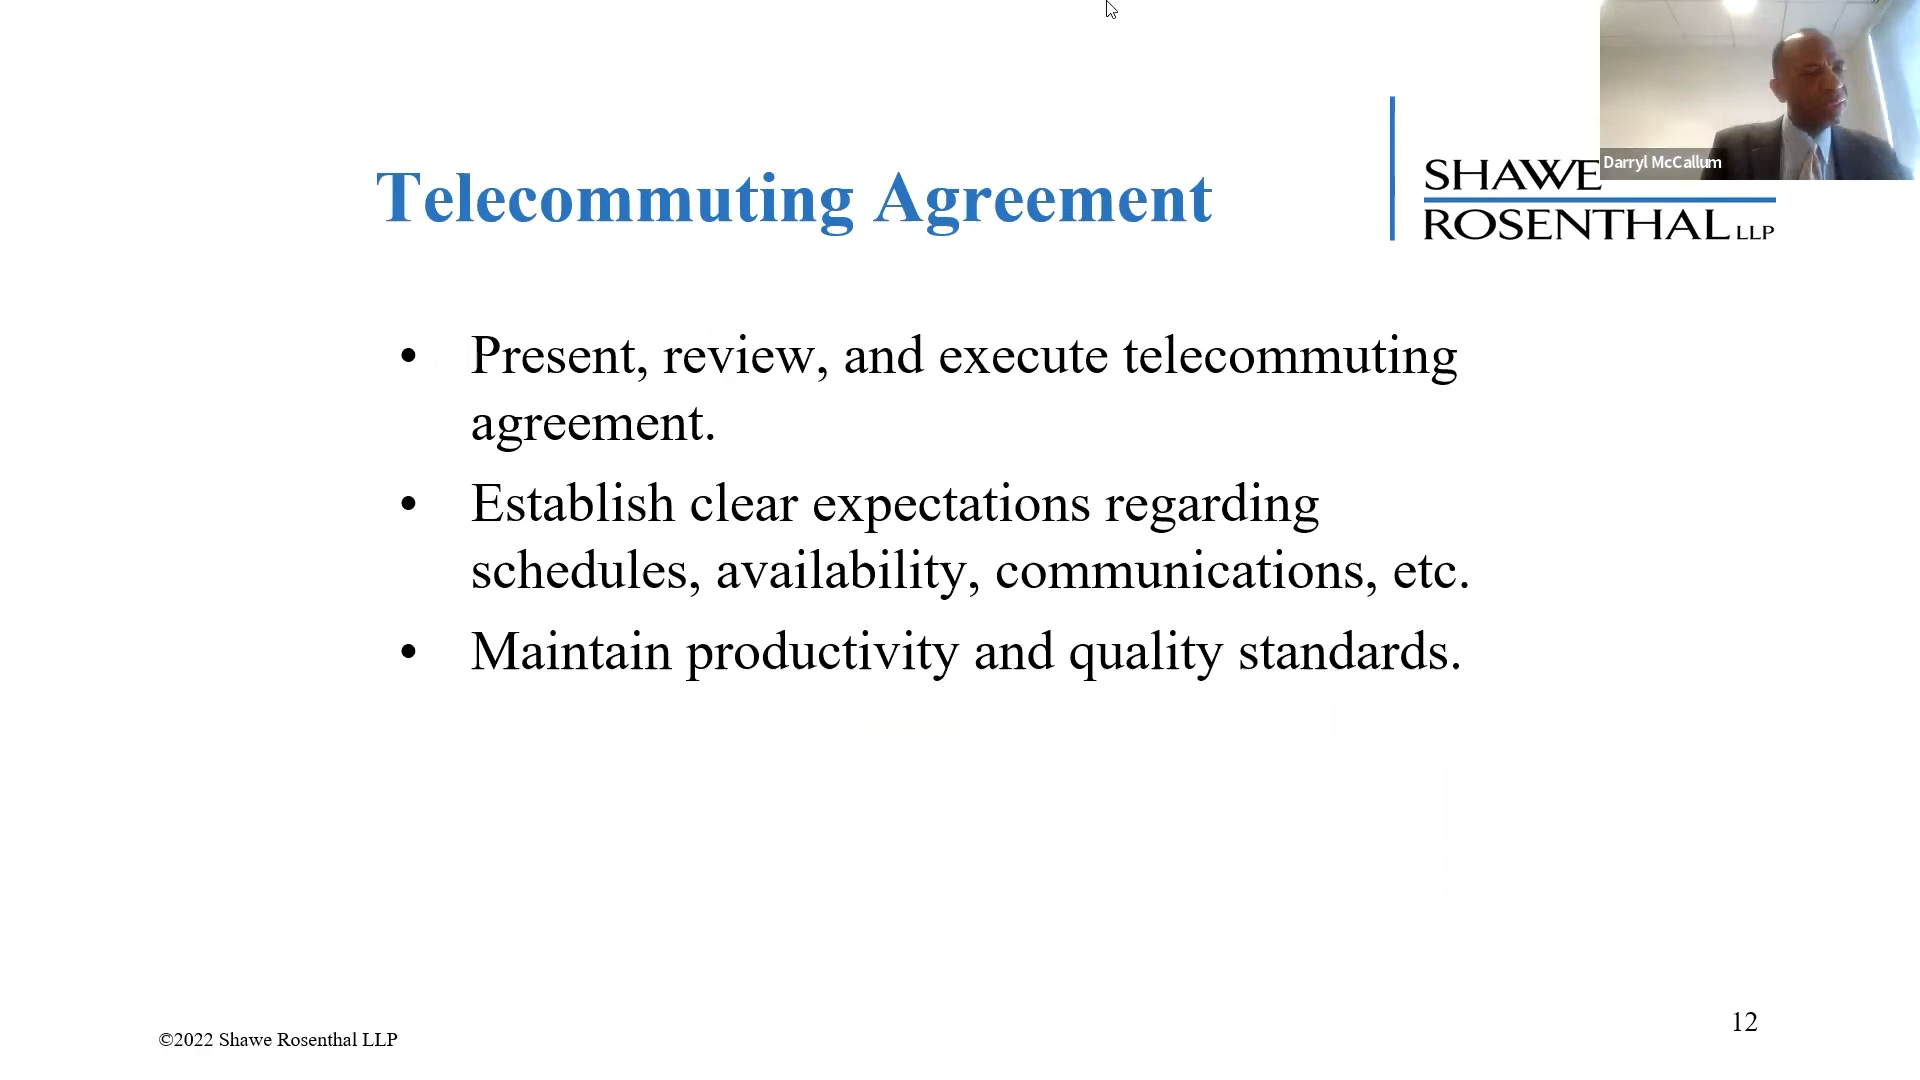 Darryl McCallum
Telecommuting Agreement
SHAWE
ROSENTHAL LLP
• Present, review, and execute telecommuting
agreement.
• Establish clear expectations regarding
schedules, availability, communications, etc.
• Maintain productivity and quality standards.
©2022 Shawe Rosenthal LLP
12